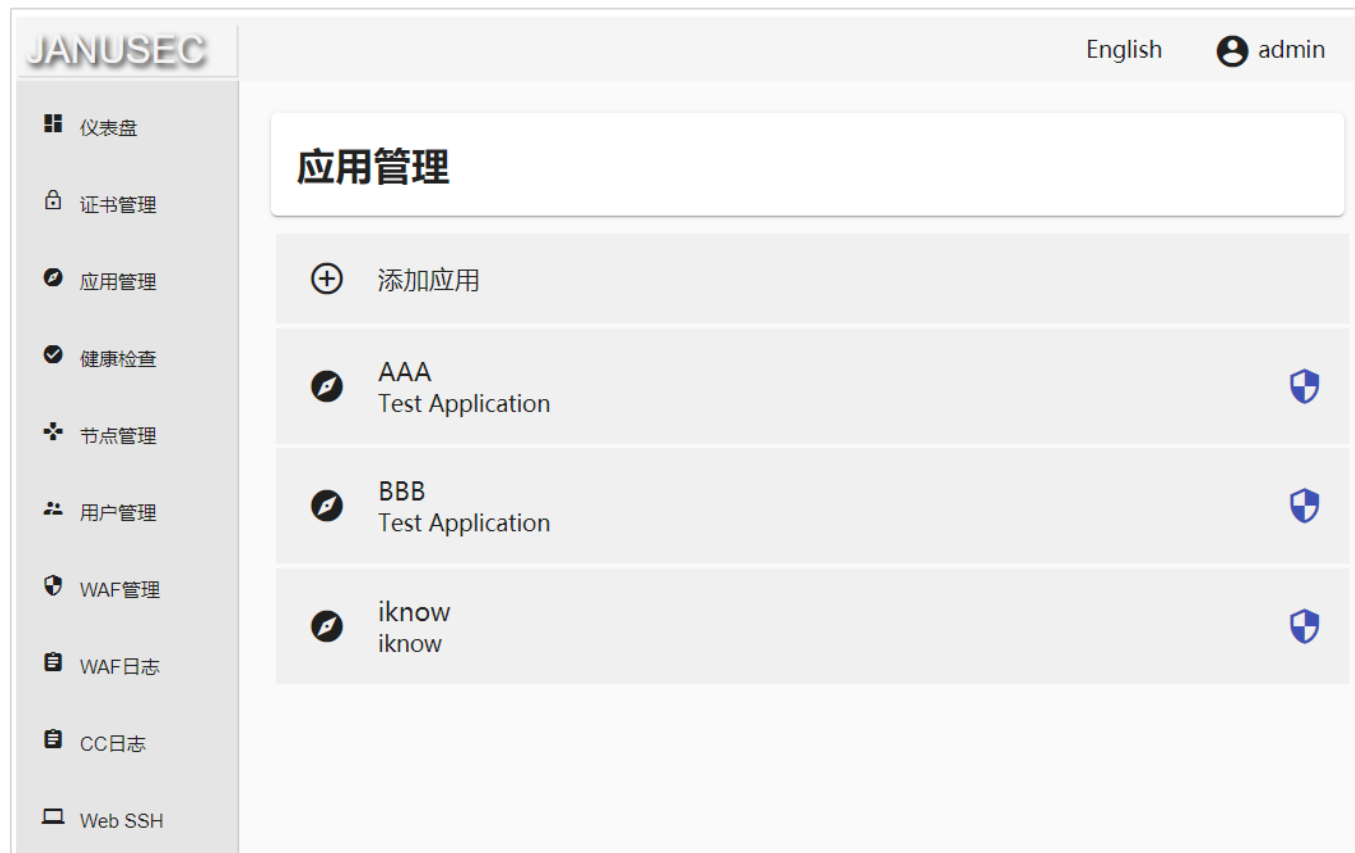 JANUSEC
English
admin
仪表盘
证书管理
应用管理
健康检查
节点管理
用户管理
WAF管理
WAF日志
CC日志
Web SSH
应用管理
添加应用
AAA
Test Application
BBB
Test Application
iknow
iknow